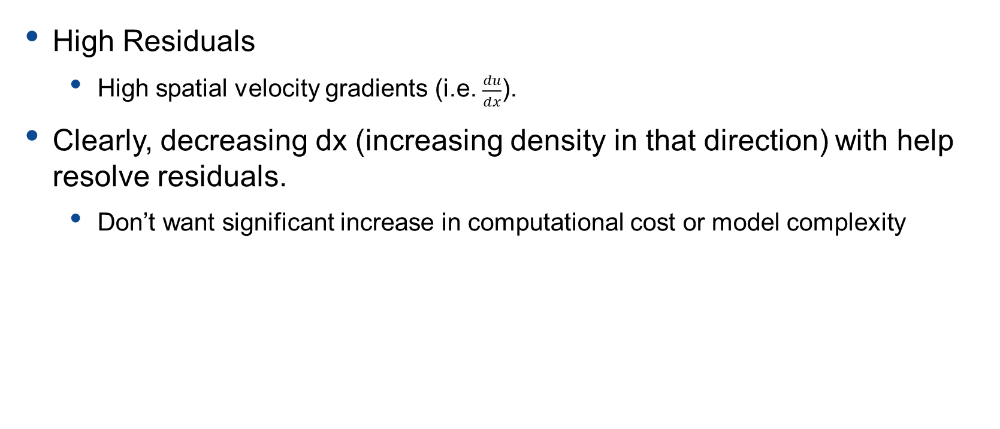 • High Residuals
• High spatial velocity gradients (i.e. du/dx).
• Clearly, decreasing dx (increasing density in that direction) with help
resolve residuals.
• Don’t want significant increase in computational cost or model complexity